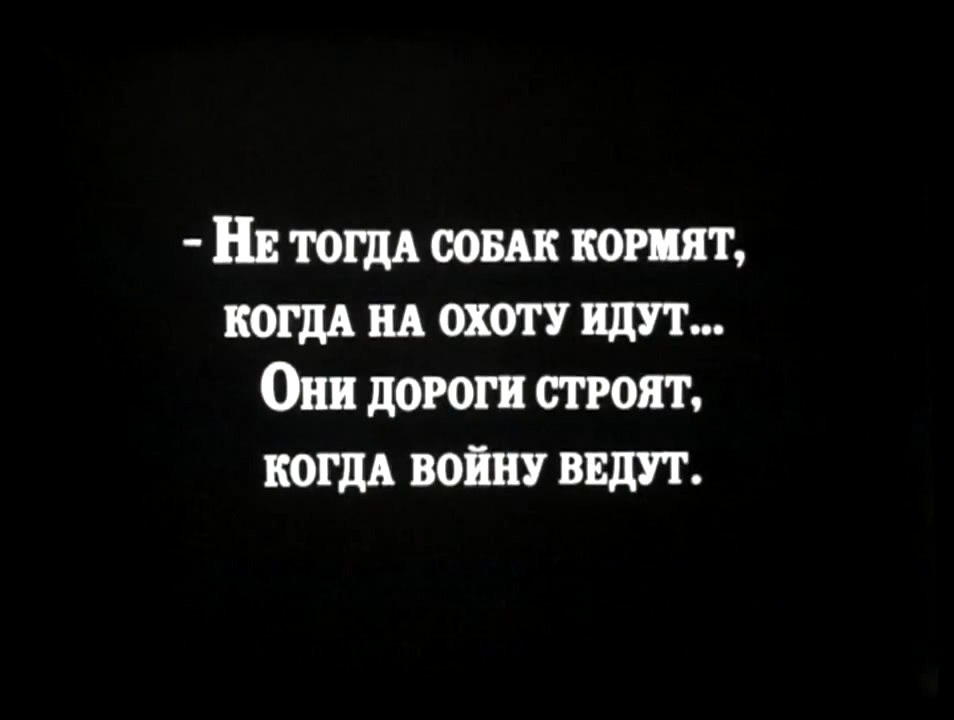 - Не тогда собак кормят,
когда на охоту идут...
Они дороги строят,
когда войну ведут.